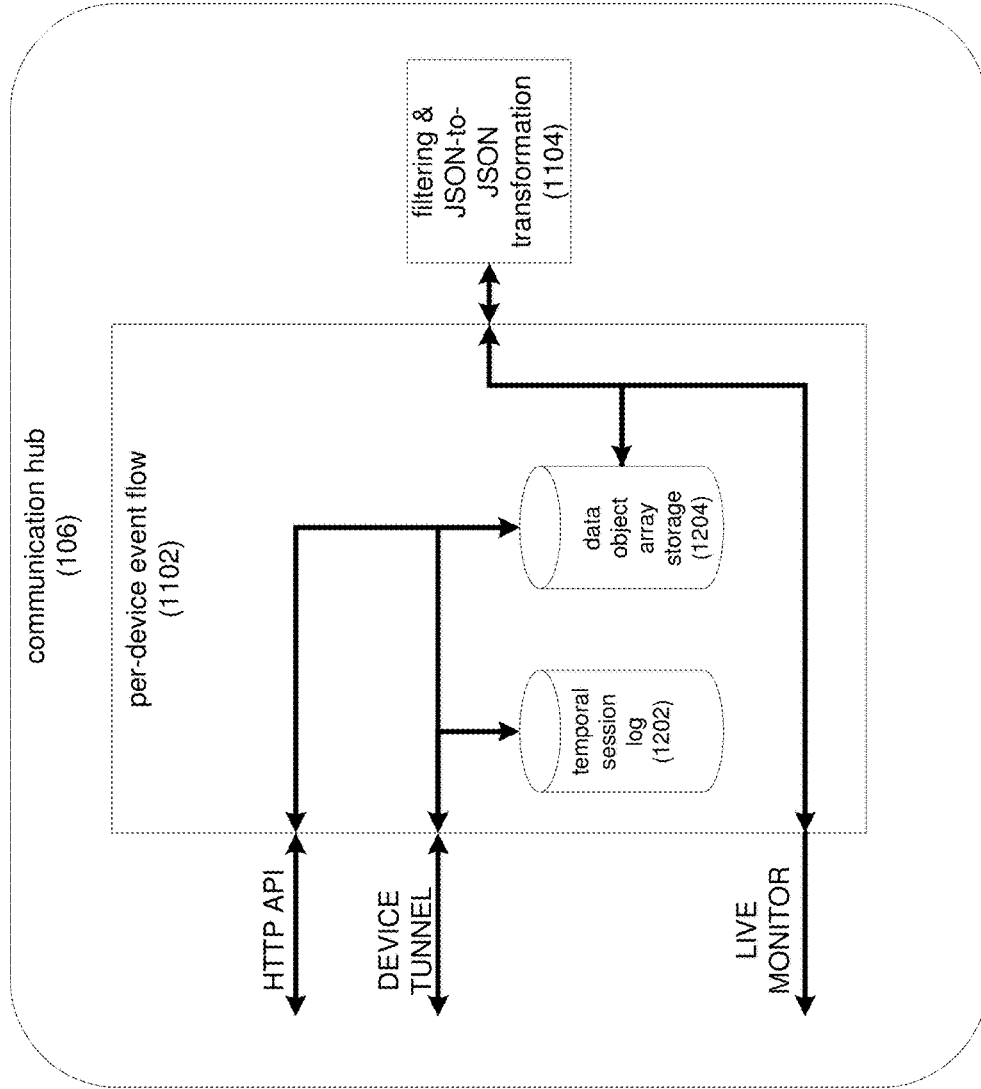 communication hub
(106)
per-device event flow
(1102)
HTTP API
DEVICE
TUNNEL
LIVE
MONITOR
temporal
session
log
(1202)
data
object
array
storage
(1204)
filtering &
JSON-to-
JSON
transformation
(1104)